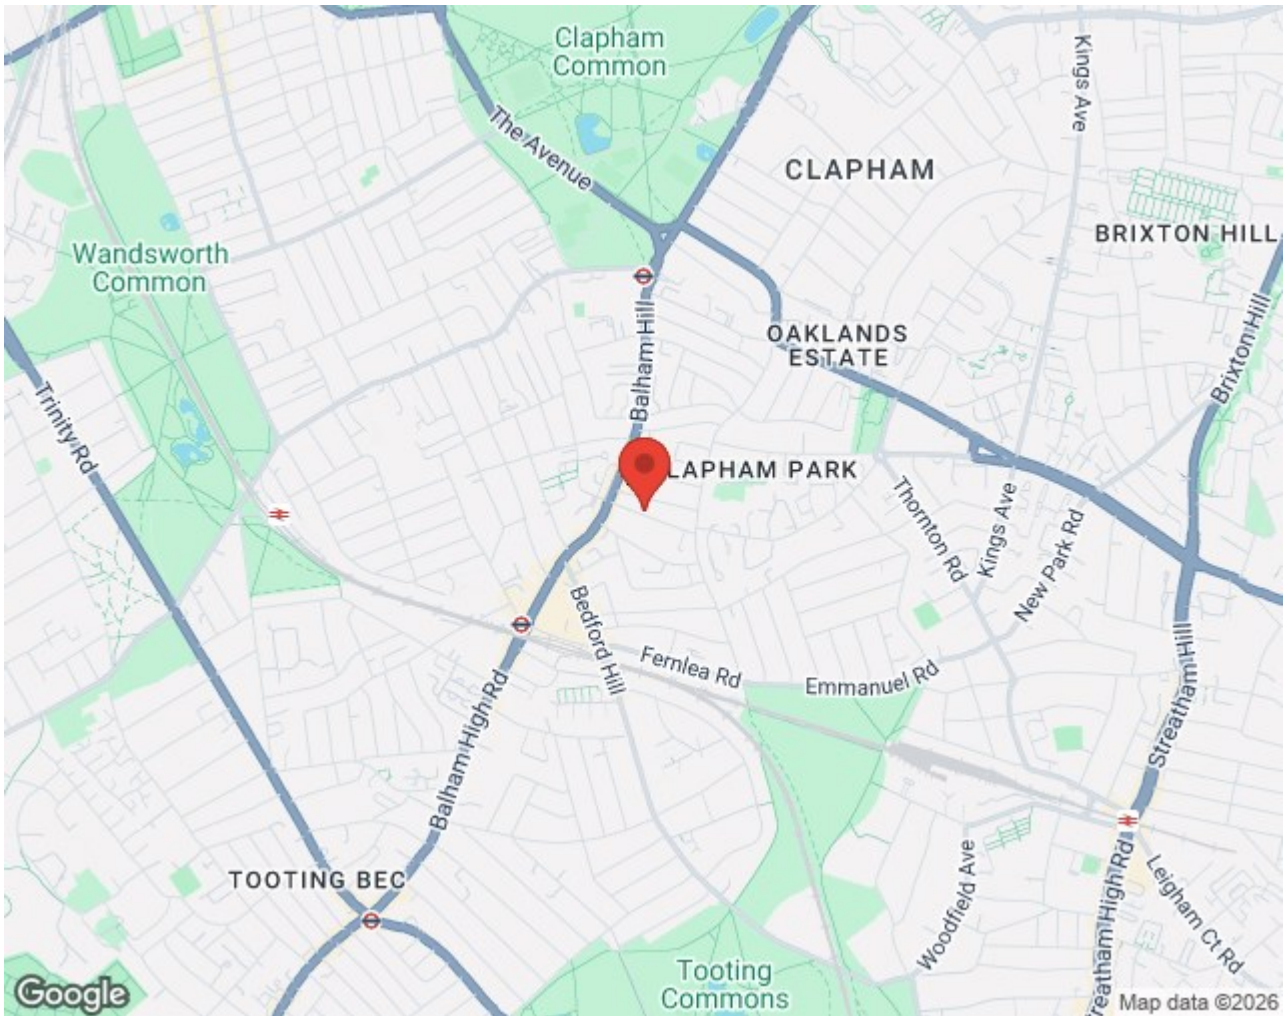 Clapham
Common
Kings Ave
The Avenue
CLAPHAM
BRIXTON HILL
Wandsworth
Common
Balham Hill
OAKLANDS
ESTATE
Brixton Hill
Trinity Rd
LAPHAM PARK
Thornton Rd
Kings Ave
New Park Rd
Bedford Hill
Fernlea Rd
Emmanuel Rd
Streatham Hill
Balham High Rd
TOOTING BEC
Woodfield Ave
Leigham Ct Rd
reatham High Rd
Tooting
Commons
Google
Map data ©2026